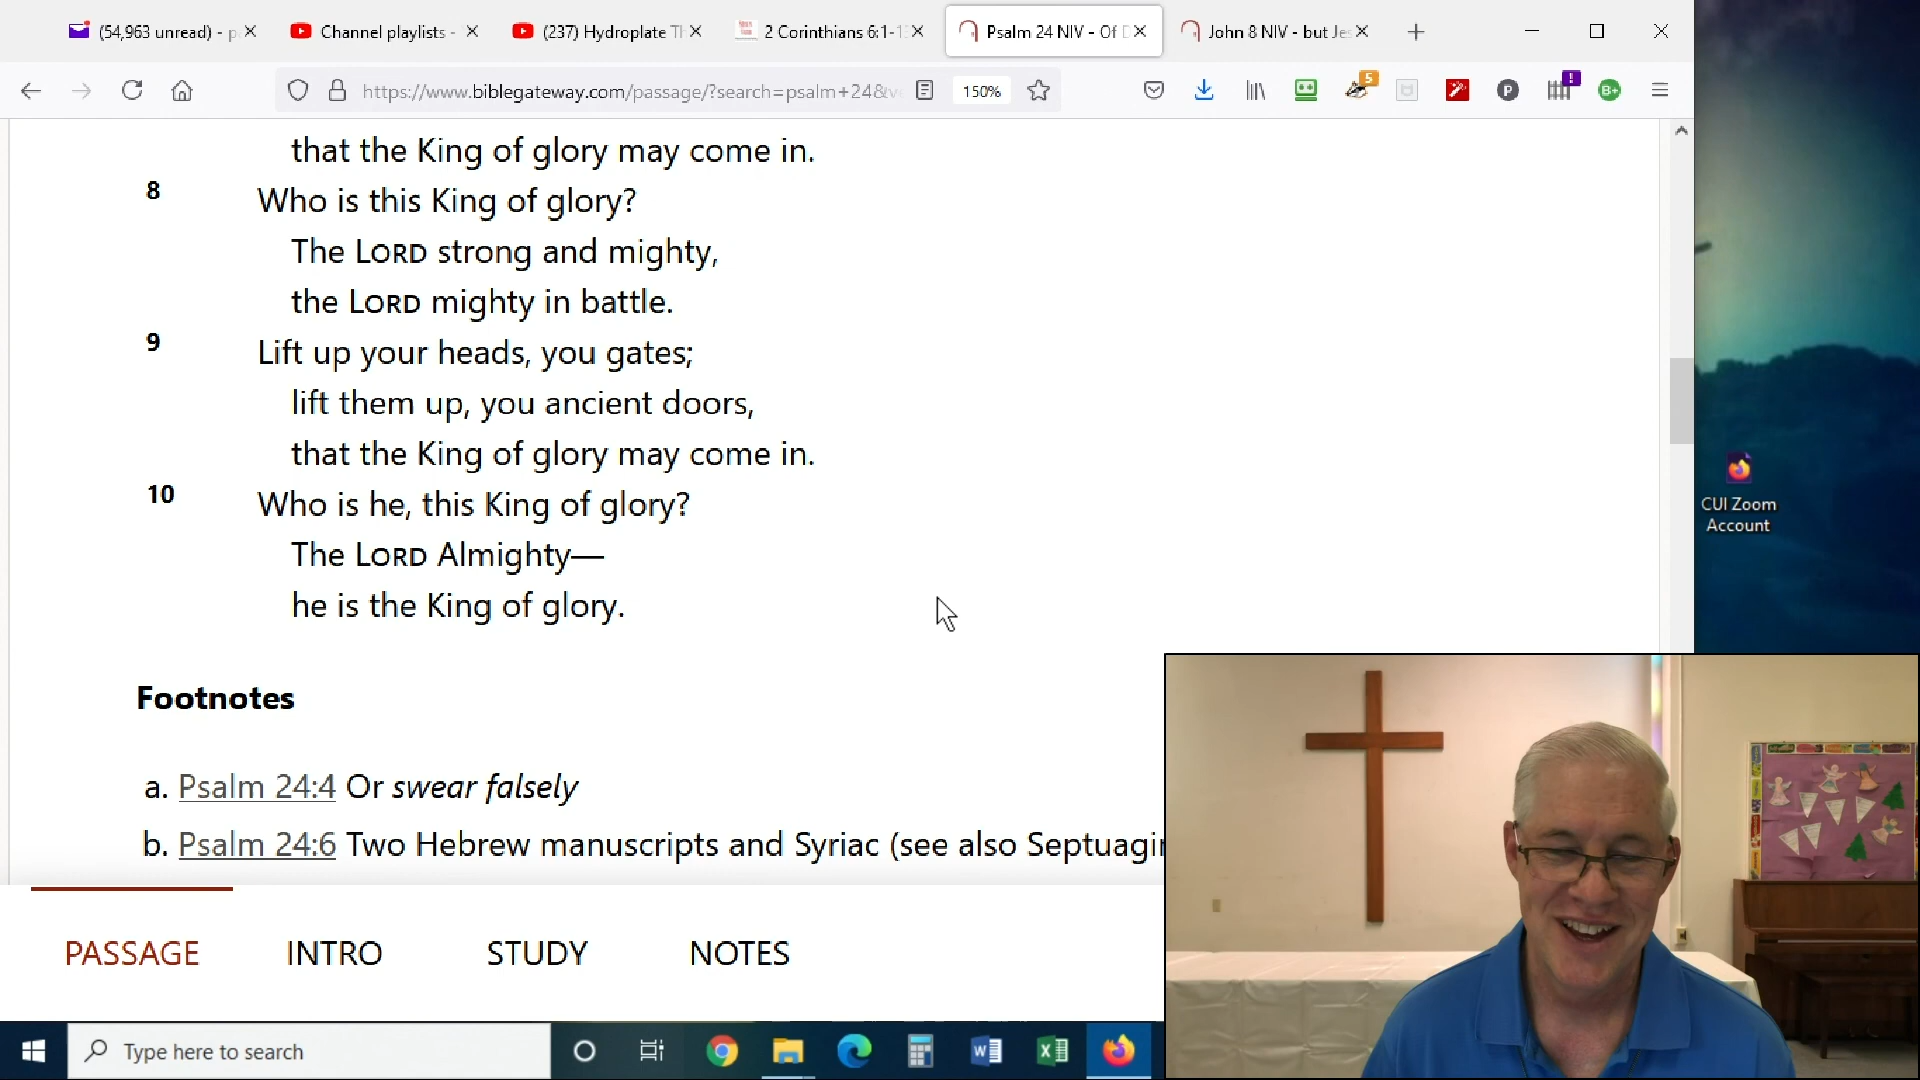 (54,963 unread) - p
Channel playlists -
(237) Hydroplate Th
2 Corinthians 6:1-1
Psalm 24 NIV - Of D
John 8 NIV - but Jes
https://www.biblegateway.com/passage/?search=psalm+24&v
150%
5
!
P
B+
that the King of glory may come in.
8 Who is this King of glory?
The LORD strong and mighty,
the LORD mighty in battle.
9 Lift up your heads, you gates;
lift them up, you ancient doors,
that the King of glory may come in.
10 Who is he, this King of glory?
The LORD Almighty—
he is the King of glory.
Footnotes
a. Psalm 24:4 Or swear falsely
b. Psalm 24:6 Two Hebrew manuscripts and Syriac (see also Septuagin
PASSAGE INTRO STUDY NOTES
CUI Zoom
Account
Type here to search